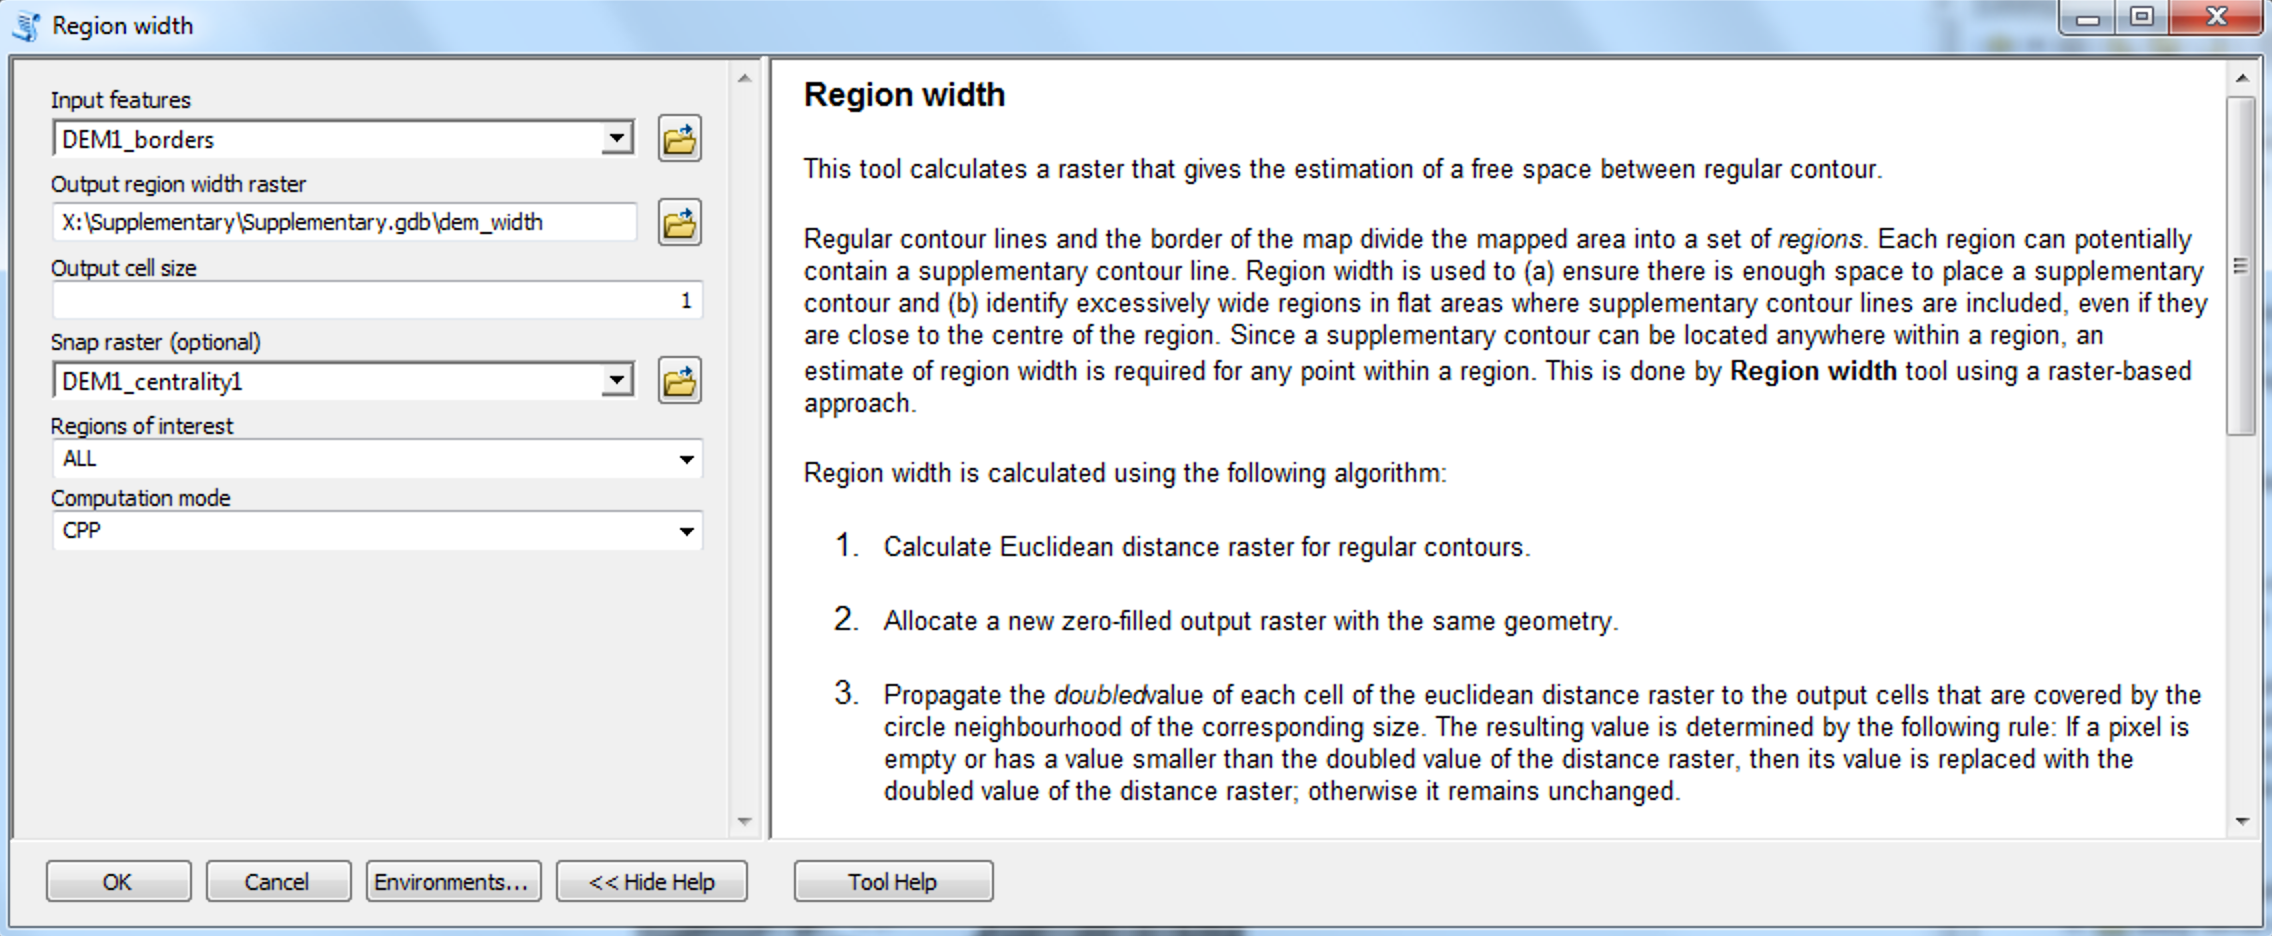 Region width
Input features
DEM1_borders
Output region width raster
X:\Supplementary\Supplementary.gdb\dem_width
Output cell size
1
Snap raster (optional)
DEM1_centrality1
Regions of interest
ALL
Computation mode
CPP
Region width
This tool calculates a raster that gives the estimation of a free space between regular contour.
Regular contour lines and the border of the map divide the mapped area into a set of regions. Each region can potentially
contain a supplementary contour line. Region width is used to (a) ensure there is enough space to place a supplementary
contour and (b) identify excessively wide regions in flat areas where supplementary contour lines are included, even if they
are close to the centre of the region. Since a supplementary contour can be located anywhere within a region, an
estimate of region width is required for any point within a region. This is done by Region width tool using a raster-based
approach.
Region width is calculated using the following algorithm:
1. Calculate Euclidean distance raster for regular contours.
2. Allocate a new zero-filled output raster with the same geometry.
3. Propagate the doubledvalue of each cell of the euclidean distance raster to the output cells that are covered by the
circle neighbourhood of the corresponding size. The resulting value is determined by the following rule: If a pixel is
empty or has a value smaller than the doubled value of the distance raster, then its value is replaced with the
doubled value of the distance raster; otherwise it remains unchanged.
OK
Cancel
Environments...
<< Hide Help
Tool Help